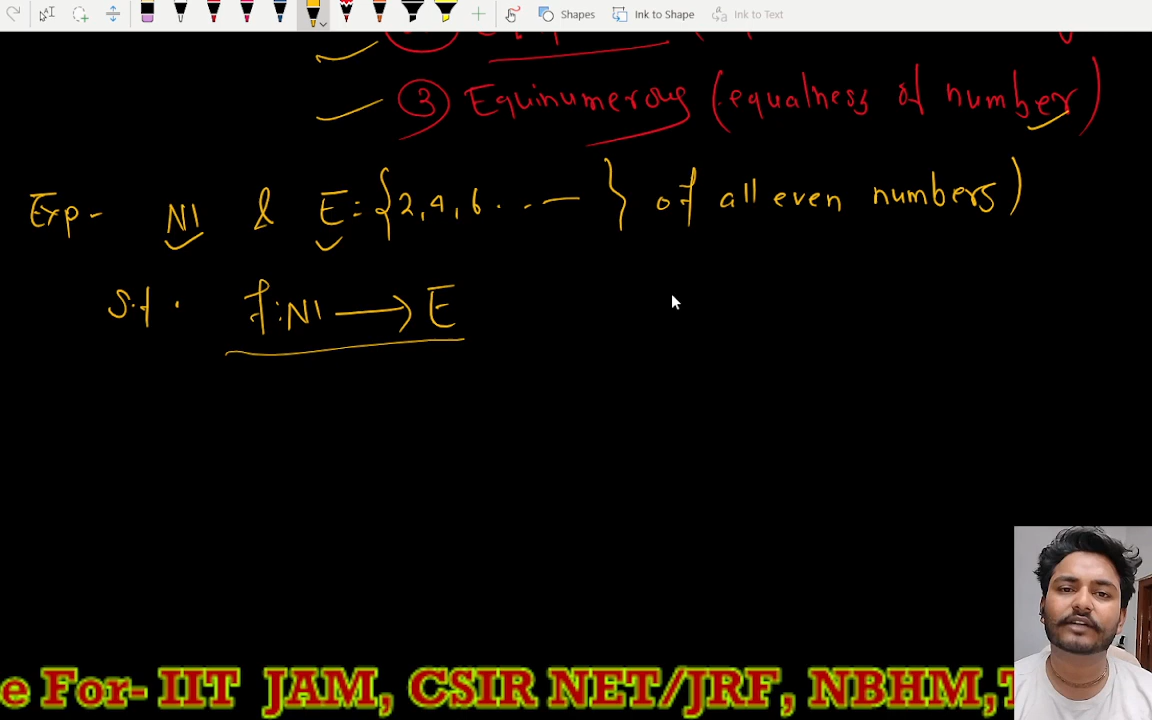 Shapes Ink to Shape Ink to Text
③ Equinumerous (equalness of number)
Exp- N & E={2,4,6...— } of all even numbers)
S.t. f:N → E
e For- IIT JAM, CSIR NET/JRF, NBHM,T